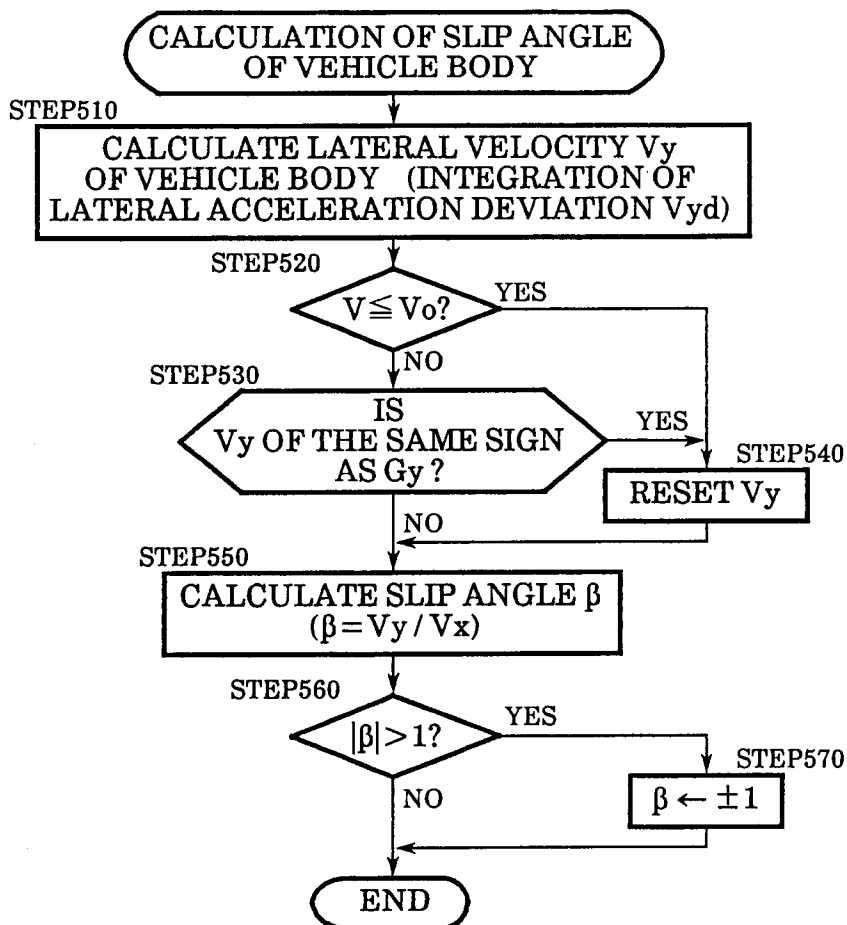 CALCULATION OF SLIP ANGLE
OF VEHICLE BODY
STEP510
CALCULATE LATERAL VELOCITY Vy
OF VEHICLE BODY (INTEGRATION OF
LATERAL ACCELERATION DEVIATION Vyd)
STEP520
V≦Vo?
YES
NO
STEP530
IS
Vy OF THE SAME SIGN
AS Gy ?
YES
STEP540
RESET Vy
NO
STEP550
CALCULATE SLIP ANGLE β
(β=Vy / Vx)
STEP560
|β|>1?
YES
STEP570
β ← ±1
NO
END